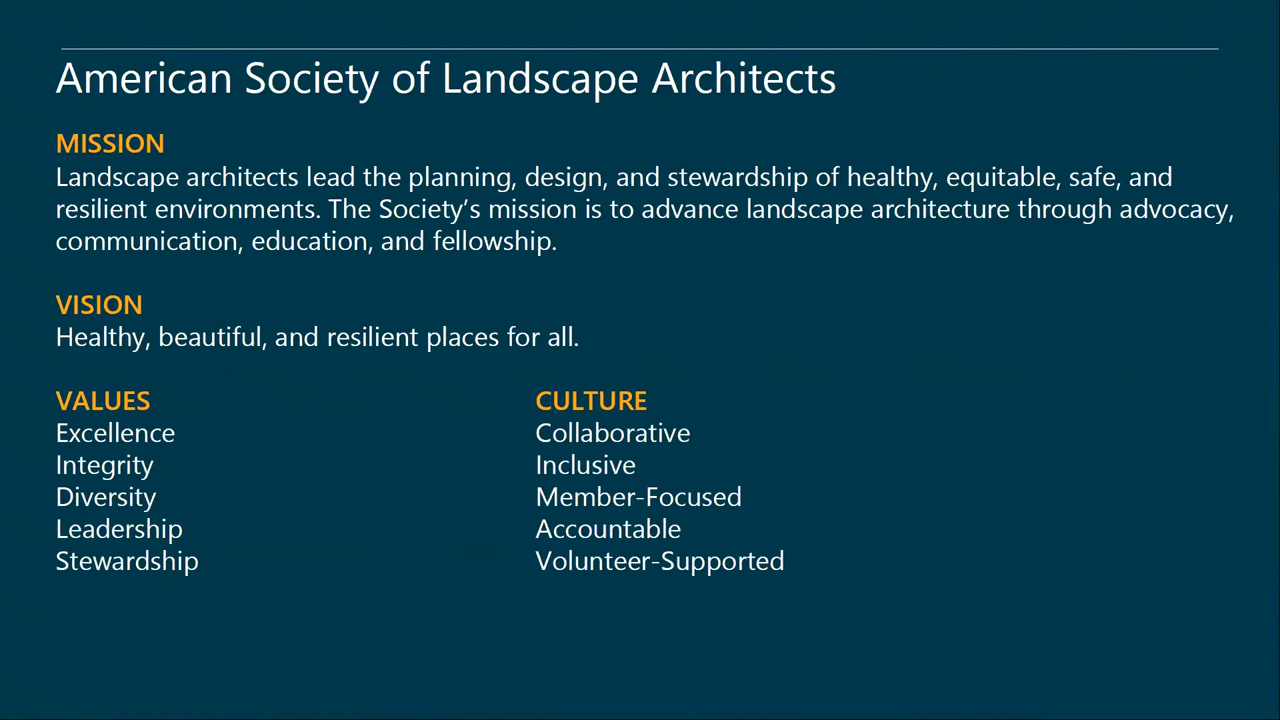 American Society of Landscape Architects
MISSION
Landscape architects lead the planning, design, and stewardship of healthy, equitable, safe, and
resilient environments. The Society’s mission is to advance landscape architecture through advocacy,
communication, education, and fellowship.
VISION
Healthy, beautiful, and resilient places for all.
VALUES
Excellence
Integrity
Diversity
Leadership
Stewardship
CULTURE
Collaborative
Inclusive
Member-Focused
Accountable
Volunteer-Supported